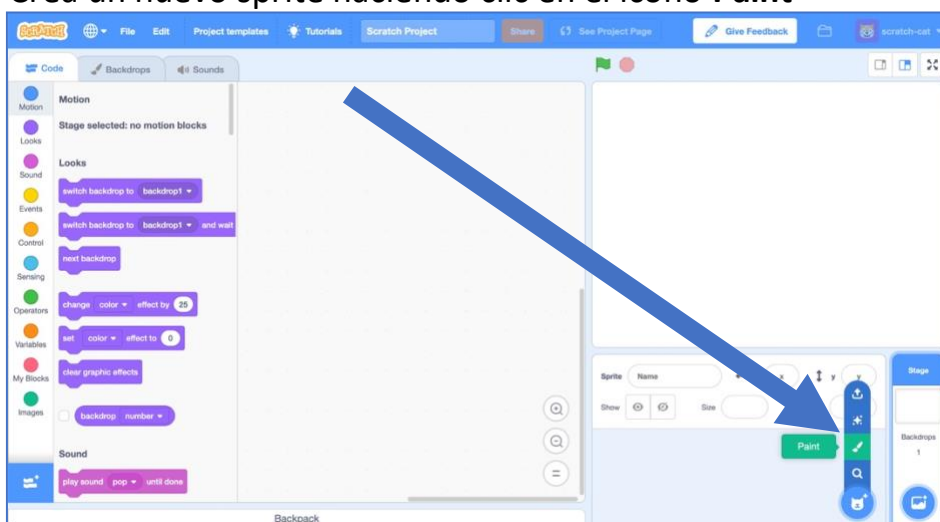 Crea un nuevo sprite haciendo clic en el icono Paint
SCRATCH File Edit Project templates Tutorials Scratch Project Share See Project Page Give Feedback scratch-cat
Code Backdrops Sounds
Motion
Looks
Sound
Events
Control
Sensing
Operators
Variables
My Blocks
Images
Motion
Stage selected: no motion blocks
Looks
switch backdrop to backdrop1
switch backdrop to backdrop1 and wait
next backdrop
change color effect by 25
set color effect to 0
clear graphic effects
backdrop number
Sound
play sound pop until done
Backpack
Sprite Name x y y
Show Size
Paint
Stage
Backdrops
1